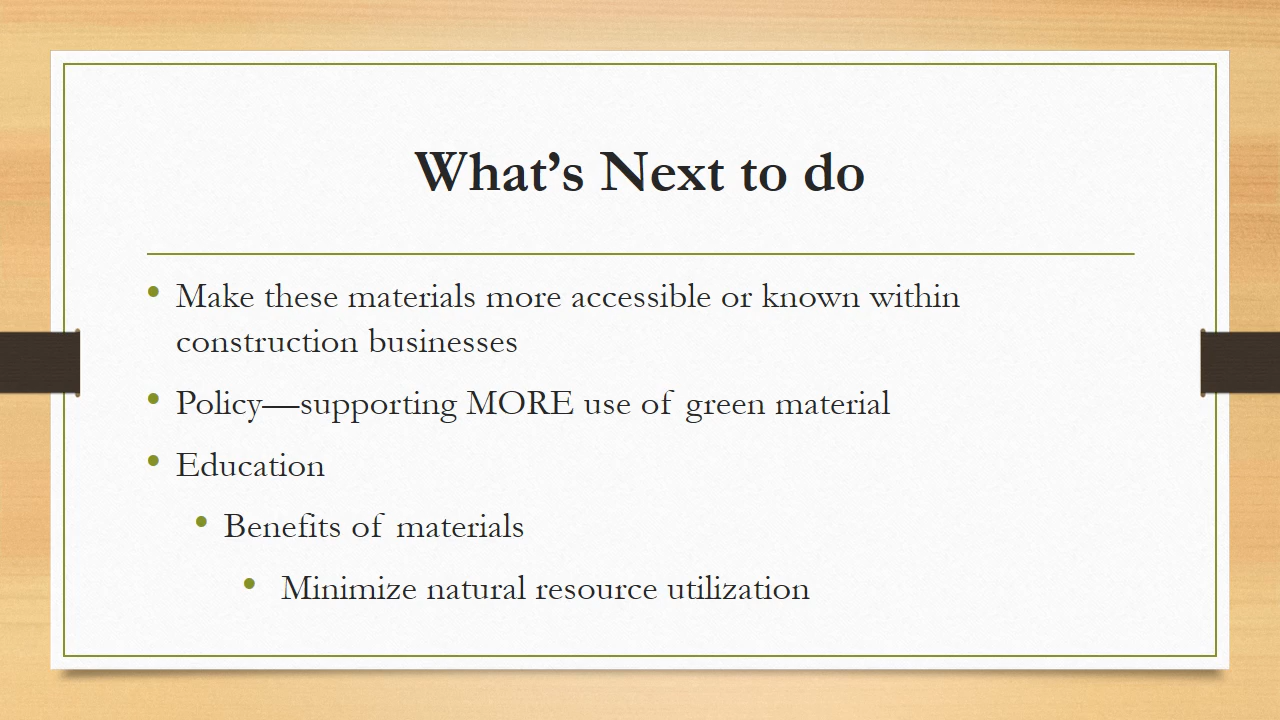 What’s Next to do
Make these materials more accessible or known within
construction businesses
Policy—supporting MORE use of green material
Education
Benefits of materials
Minimize natural resource utilization